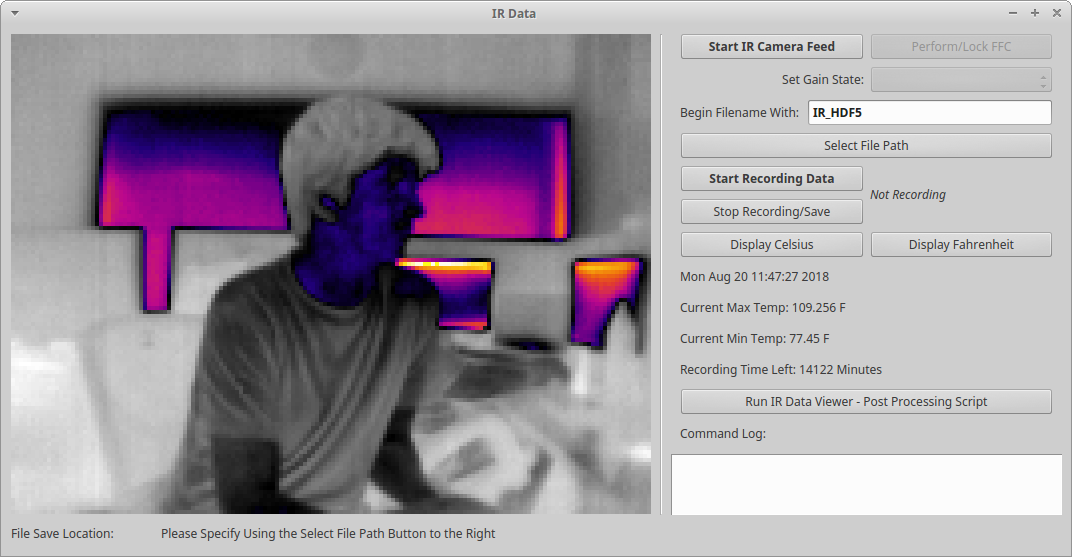 IR Data
Start IR Camera Feed
Perform/Lock FFC
Set Gain State:
Begin Filename With: IR_HDF5
Select File Path
Start Recording Data
Not Recording
Stop Recording/Save
Display Celsius
Display Fahrenheit
Mon Aug 20 11:47:27 2018
Current Max Temp: 109.256 F
Current Min Temp: 77.45 F
Recording Time Left: 14122 Minutes
Run IR Data Viewer - Post Processing Script
Command Log:
File Save Location: Please Specify Using the Select File Path Button to the Right